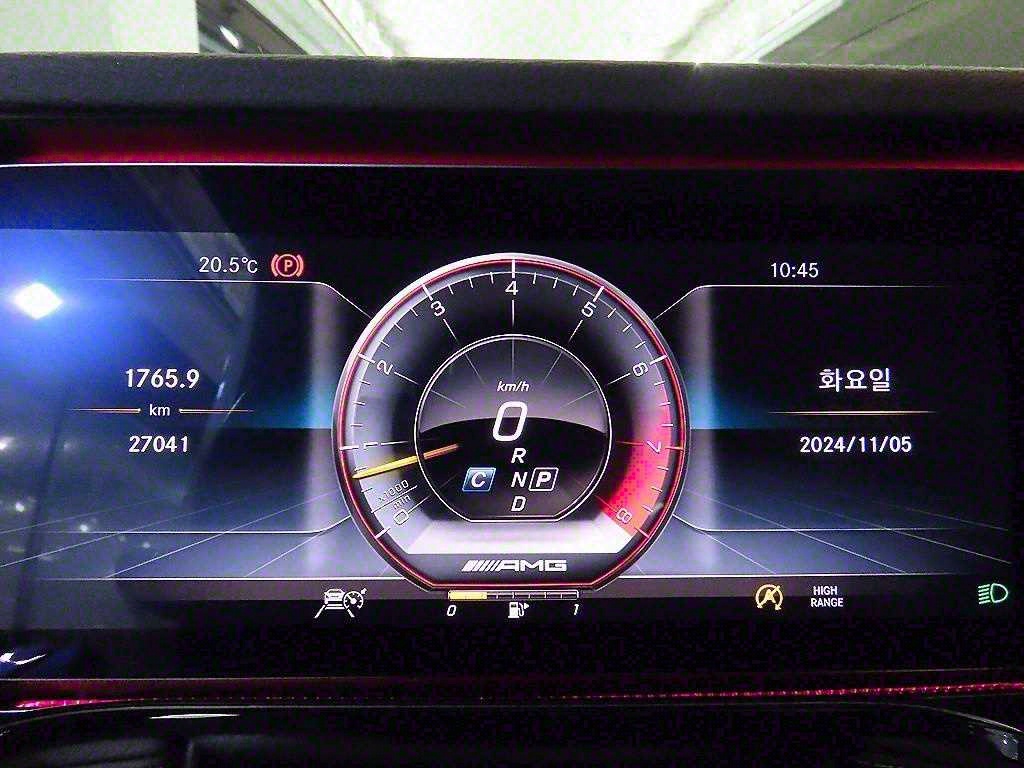 20.5℃
P
10:45
1765.9
km
27041
화요일
2024/11/05
0
1
2
3
4
5
6
7
8
x1000
min
km/h
0
R
C N P
D
AMG
0 1
A
HIGH
RANGE